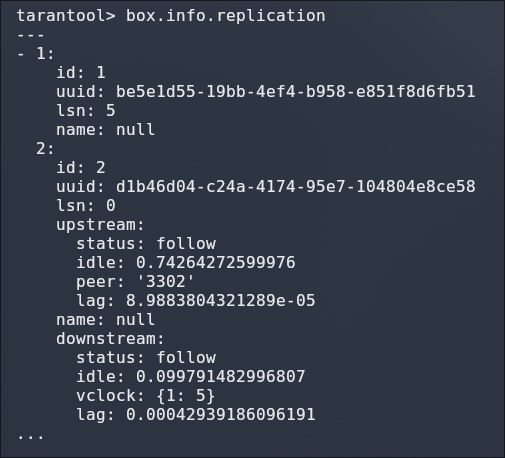 tarantool> box.info.replication
---
- 1:
    id: 1
    uuid: be5e1d55-19bb-4ef4-b958-e851f8d6fb51
    lsn: 5
    name: null
  2:
    id: 2
    uuid: d1b46d04-c24a-4174-95e7-104804e8ce58
    lsn: 0
    upstream:
      status: follow
      idle: 0.74264272599976
      peer: '3302'
      lag: 8.9883804321289e-05
    name: null
    downstream:
      status: follow
      idle: 0.099791482996807
      vclock: {1: 5}
      lag: 0.00042939186096191
...